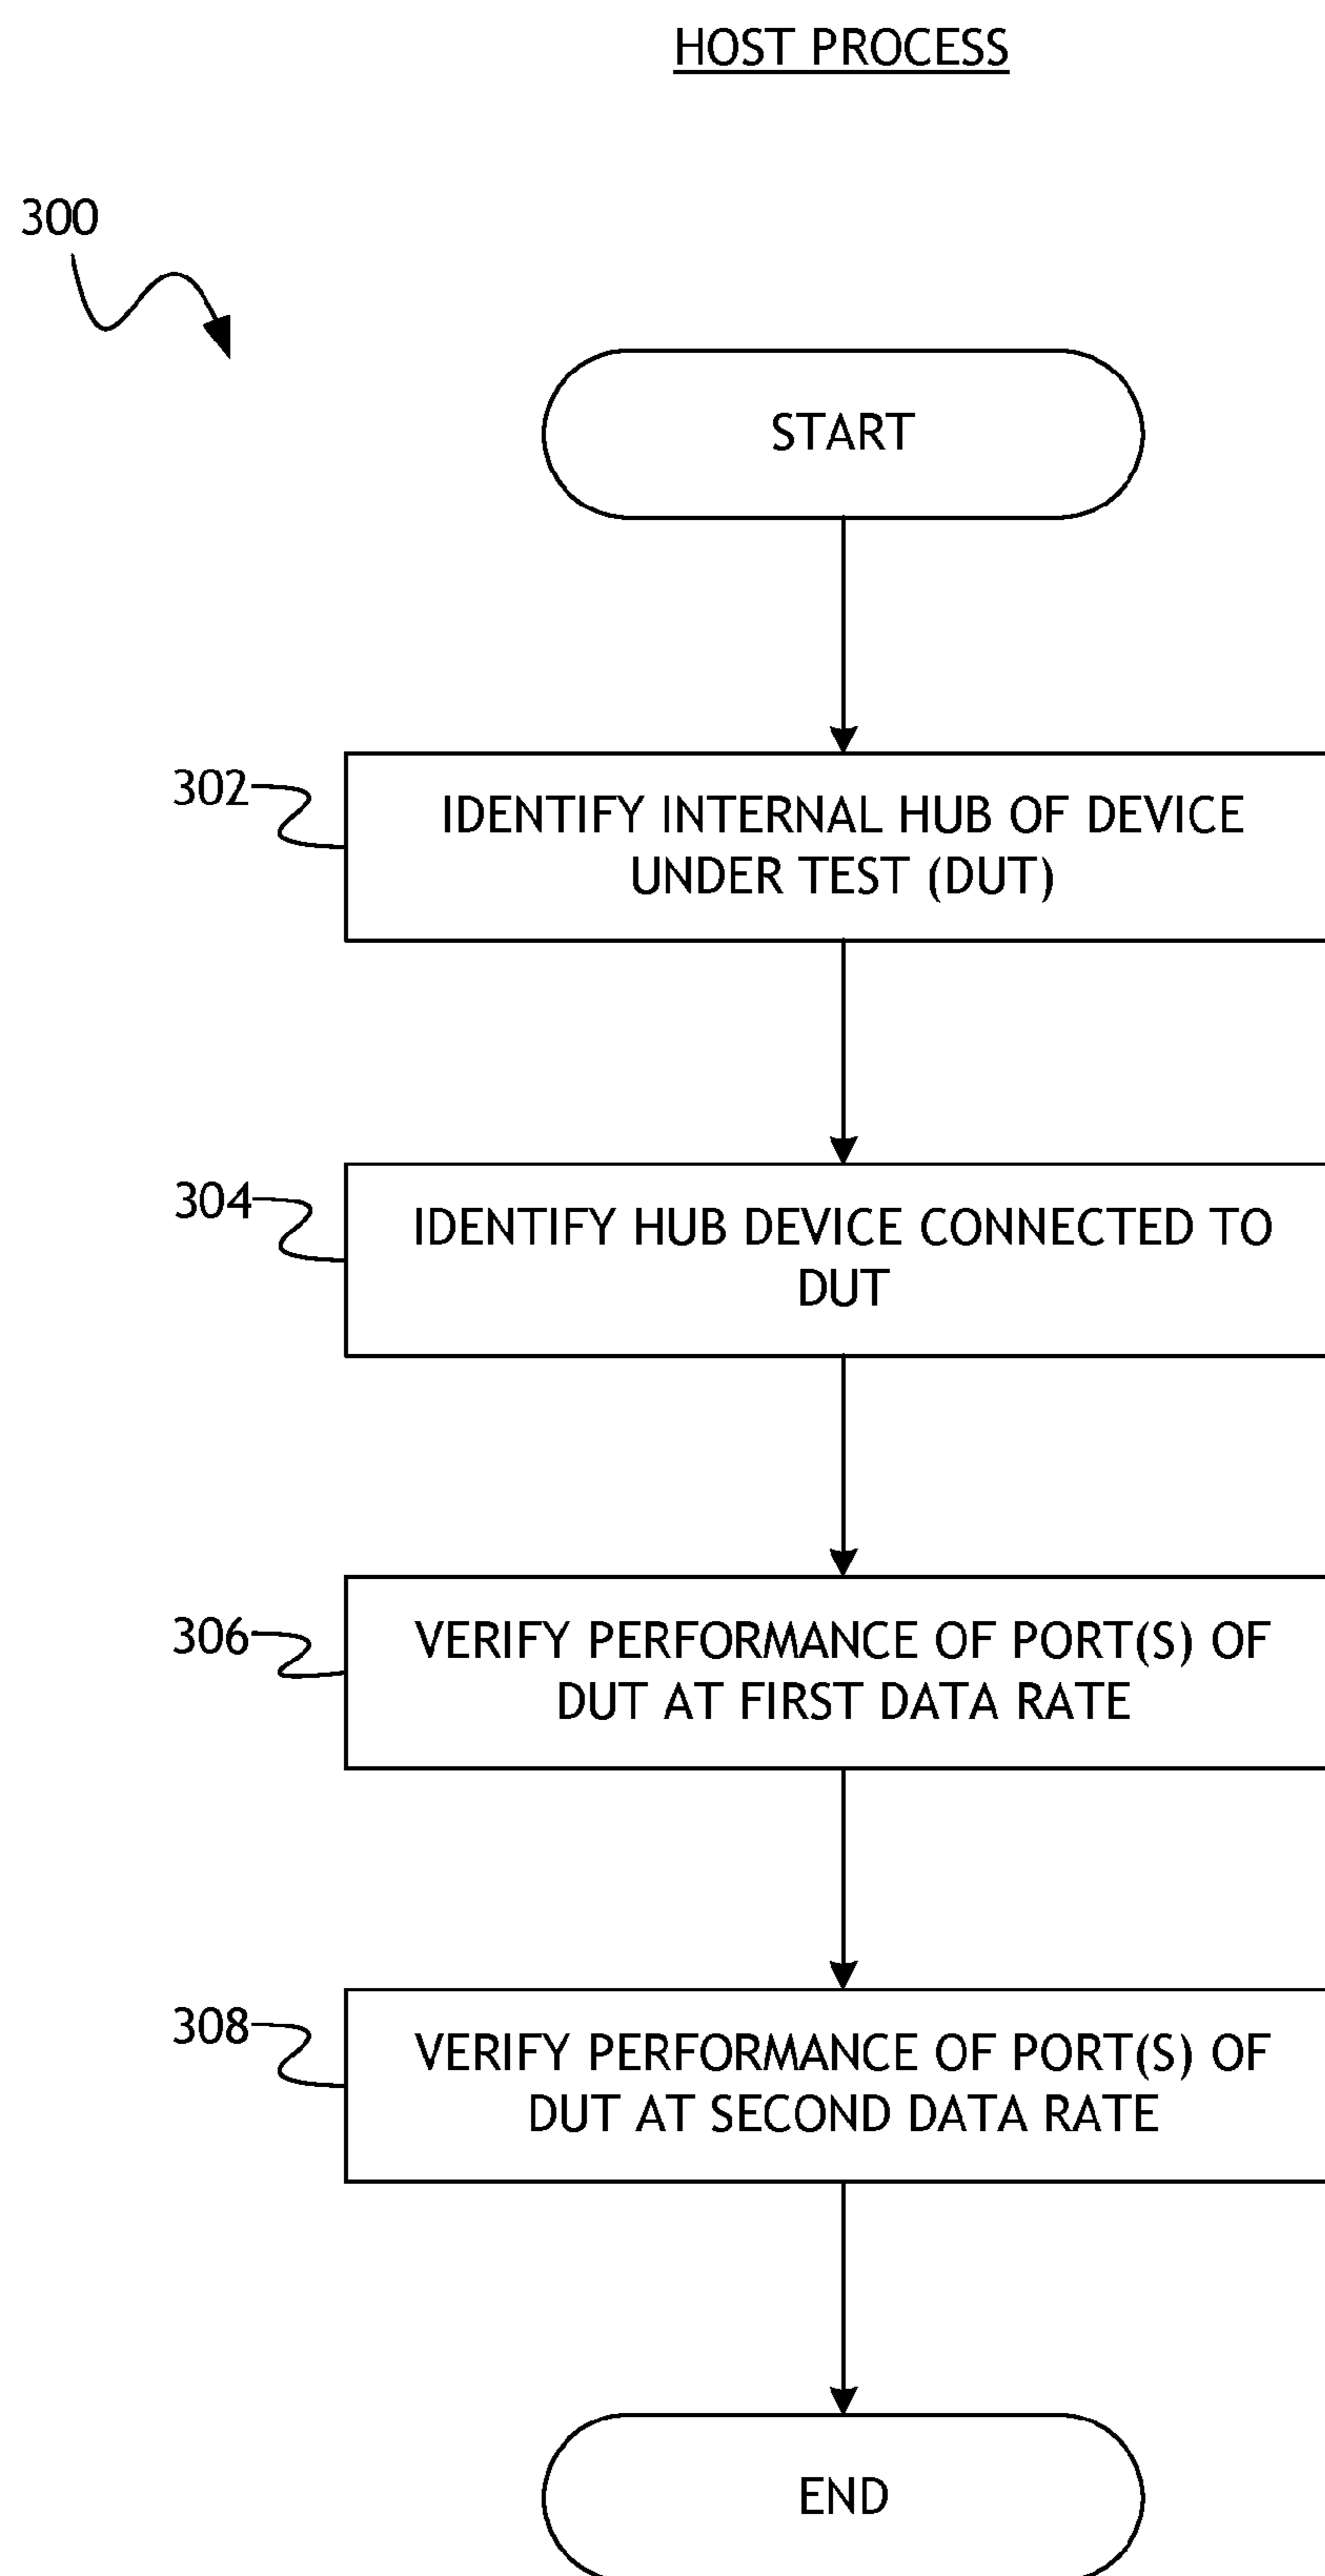 HOST PROCESS
300
START
302
IDENTIFY INTERNAL HUB OF DEVICE
UNDER TEST (DUT)
304
IDENTIFY HUB DEVICE CONNECTED TO
DUT
306
VERIFY PERFORMANCE OF PORT(S) OF
DUT AT FIRST DATA RATE
308
VERIFY PERFORMANCE OF PORT(S) OF
DUT AT SECOND DATA RATE
END